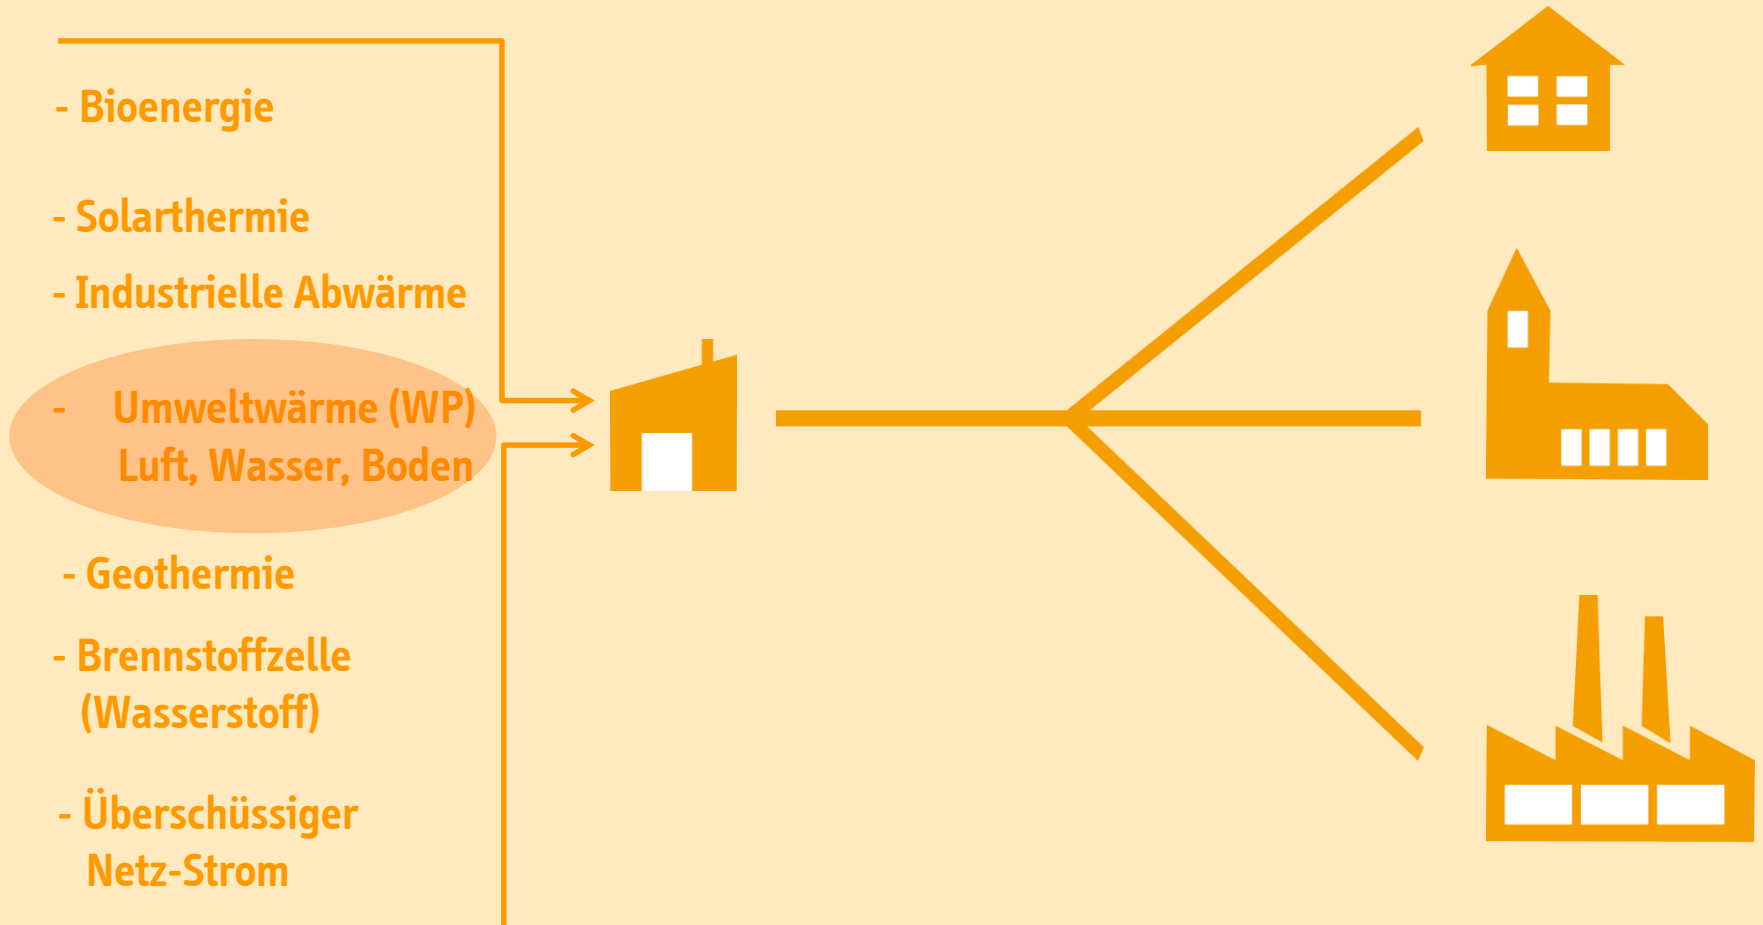 - Bioenergie
- Solarthermie
- Industrielle Abwärme
- Umweltwärme (WP)
Luft, Wasser, Boden
- Geothermie
- Brennstoffzelle
(Wasserstoff)
- Überschüssiger
Netz-Strom